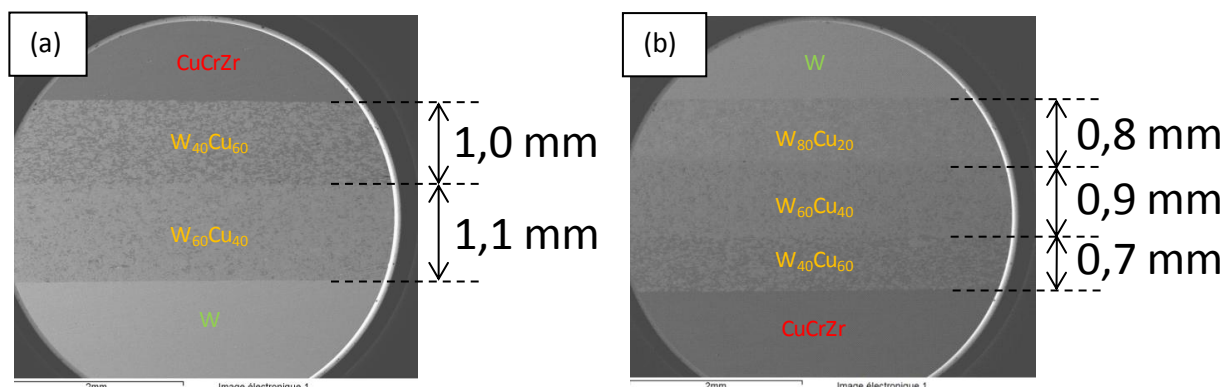 (a)
CuCrZr
W₄₀Cu₆₀
1,0 mm
W₆₀Cu₄₀
1,1 mm
W
2mm
Image électronique 1
(b)
W
W₈₀Cu₂₀
0,8 mm
W₆₀Cu₄₀
0,9 mm
W₄₀Cu₆₀
0,7 mm
CuCrZr
2mm
Image électronique 1